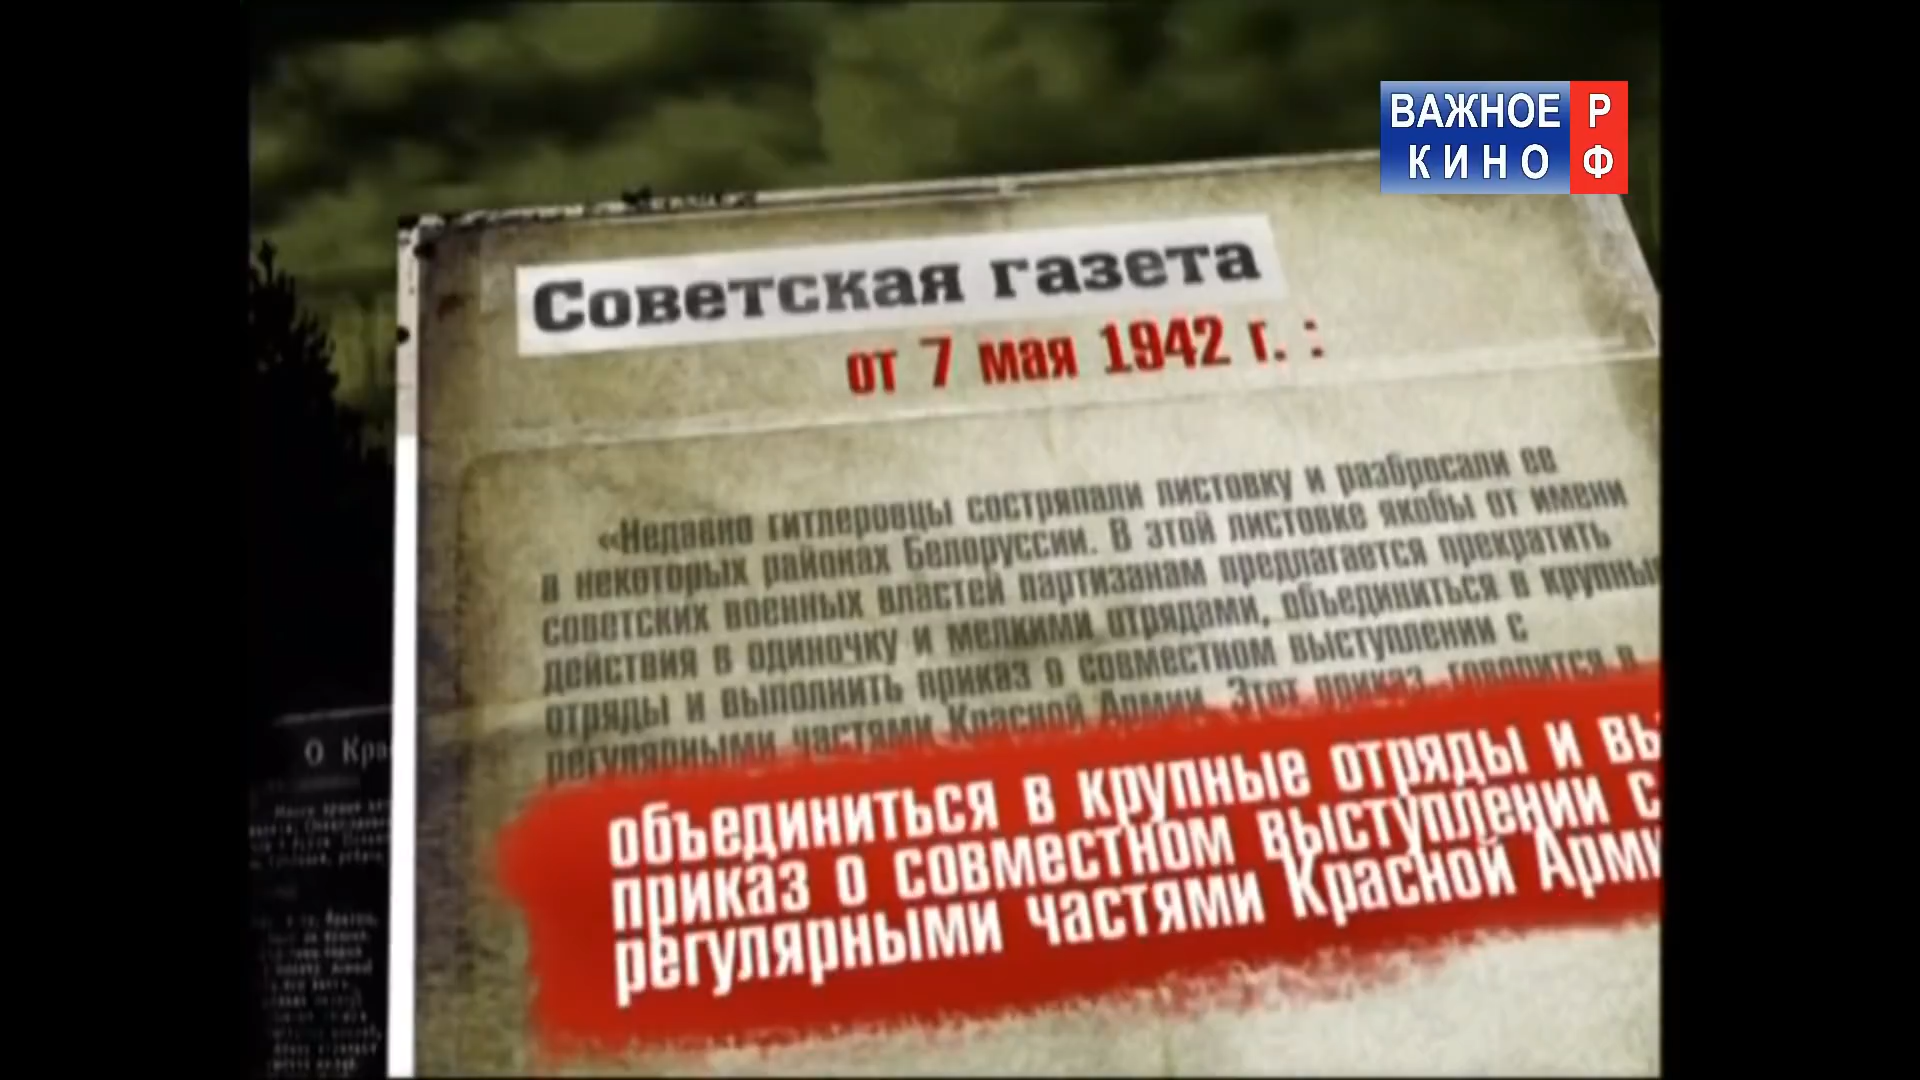 ВАЖНОЕ РФ
КИНО
Советская газета
от 7 мая 1942 г. :
«Недавно гитлеровцы состряпали листовку и разбросали ее
в некоторых районах Белоруссии. В этой листовке якобы от имени
советских военных властей партизанам предлагается прекратить
действия в одиночку и мелкими отрядами, объединиться в крупные
отряды и выполнить приказ о совместном выступлении с
регулярными частями Красной Армии. Этот приказ, говорится в
объединиться в крупные отряды и вы
приказ о совместном выступлении с
регулярными частями Красной Арми
О Кра